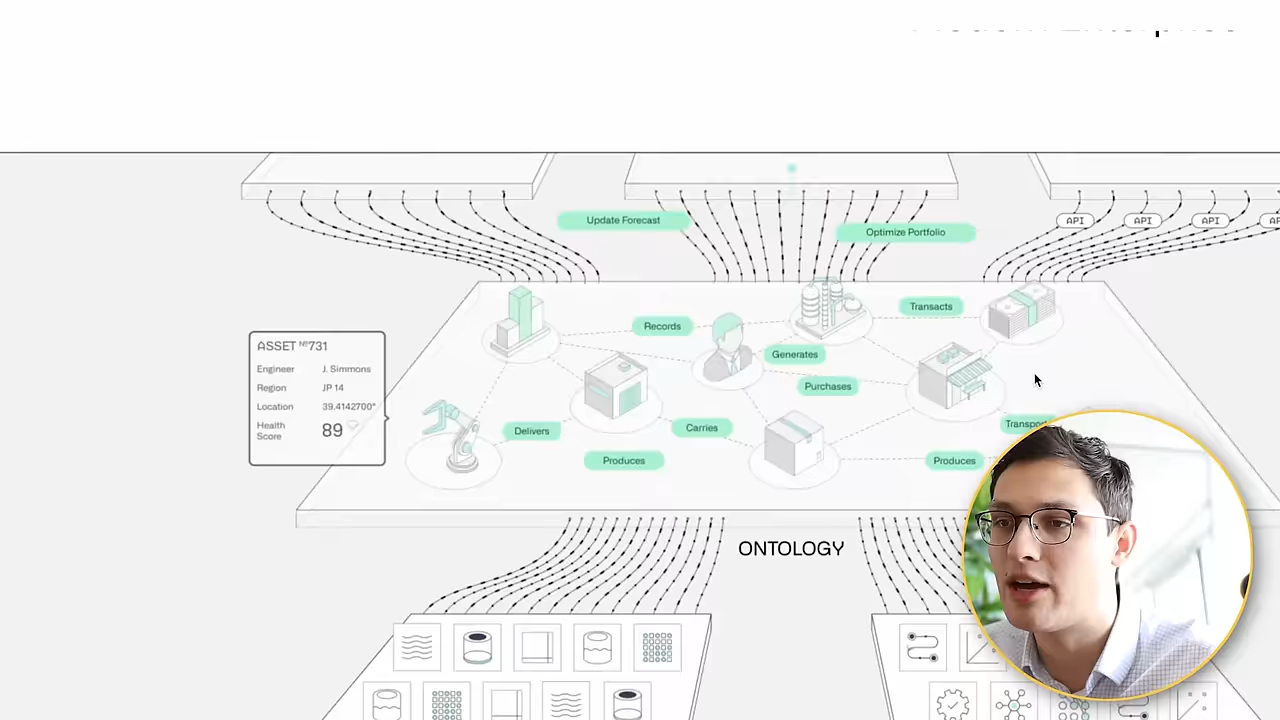 Update Forecast
Optimize Portfolio
API
API
API
Transacts
Records
ASSET Nº731
Engineer J. Simmons
Region JP 14
Location 39.4142700°
Health Score 89
Generates
Purchases
Delivers
Carries
Produces
Produces
ONTOLOGY